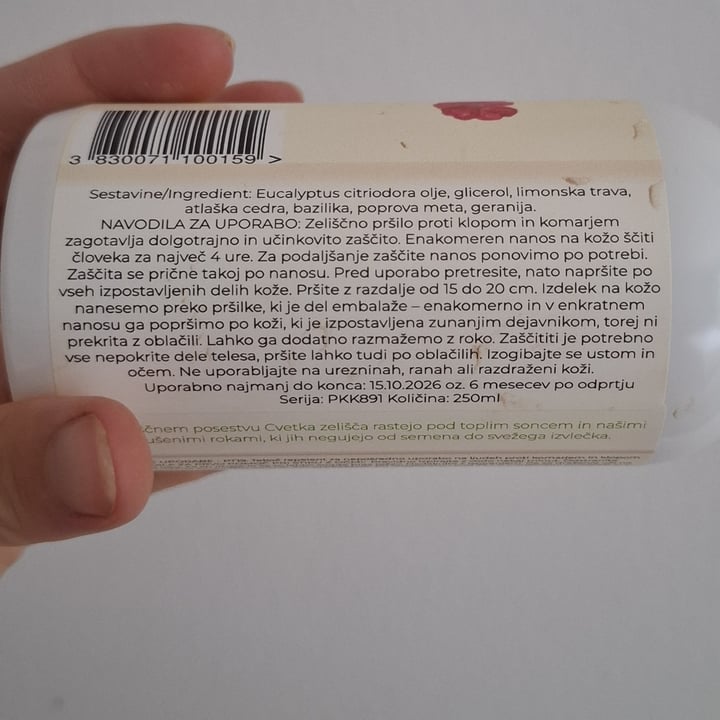 3 830071 100159 >
Sestavine/Ingredient: Eucalyptus citriodora olje, glicerol, limonska trava,
atlaška cedra, bazilika, poprova meta, geranija.
NAVODILA ZA UPORABO: Zeliščno pršilo proti klopom in komarjem
zagotavlja dolgotrajno in učinkovito zaščito. Enakomeren nanos na kožo ščiti
človeka za največ 4 ure. Za podaljšanje zaščite nanos ponovimo po potrebi.
Zaščita se prične takoj po nanosu. Pred uporabo pretresite, nato napršite po
vseh izpostavljenih delih kože. Pršite z razdalje od 15 do 20 cm. Izdelek na kožo
nanesemo preko pršilke, ki je del embalaže – enakomerno in v enkratnem
nanosu ga popršimo po koži, ki je izpostavljena zunanjim dejavnikom, torej ni
prekrita z oblačili. Lahko ga dodatno razmažemo z roko. Zaščititi je potrebno
vse nepokrite dele telesa, pršite lahko tudi po oblačilih. Izogibajte se ustom in
očem. Ne uporabljajte na urezninah, ranah ali razdraženi koži.
Uporabno najmanj do konca: 15.10.2026 oz. 6 mesecev po odprtju
Serija: PKK891 Količina: 250ml
posestvu Cvetka zelišča rastejo pod toplim soncem in našimi
rokami, ki jih negujejo od semena do svežega izvlečka.